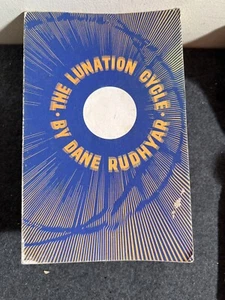 • THE LUNATION CYCLE •
BY DANE RUDHYAR